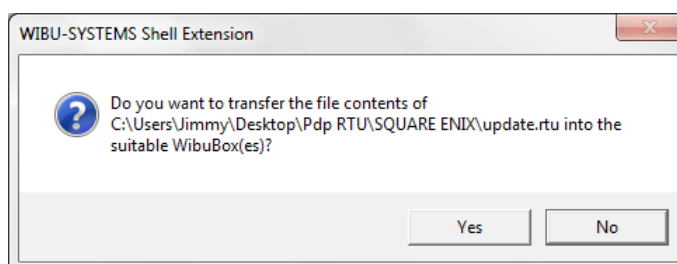 WIBU-SYSTEMS Shell Extension
Do you want to transfer the file contents of
C:\Users\Jimmy\Desktop\Pdp RTU\SQUARE ENIX\update.rtu into the
suitable WibuBox(es)?
Yes
No